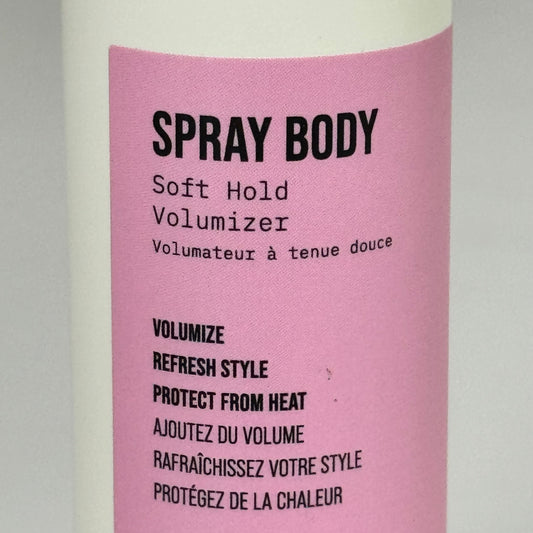 SPRAY BODY
Soft Hold
Volumizer
Volumateur à tenue douce
VOLUMIZE
REFRESH STYLE
PROTECT FROM HEAT
AJOUTEZ DU VOLUME
RAFRAÎCHISSEZ VOTRE STYLE
PROTÉGEZ DE LA CHALEUR